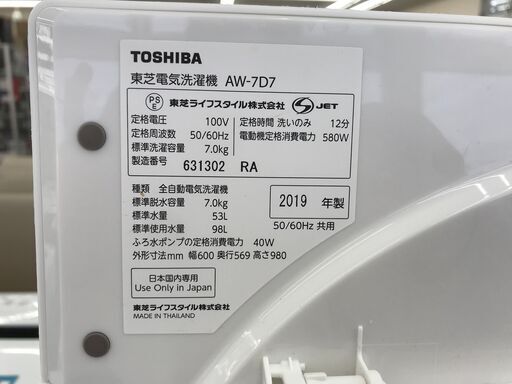 TOSHIBA
東芝電気洗濯機 AW-7D7
PS E 東芝ライフスタイル株式会社 S JET
定格電圧 100V 定格時間 洗いのみ 12分
定格周波数 50/60Hz 電動機定格消費電力 580W
標準洗濯容量 7.0kg
製造番号 631302 RA
種類 全自動電気洗濯機
標準脱水容量 7.0kg 2019 年製
標準水量 53L
標準使用水量 98L 50/60Hz 共用
ふろ水ポンプの定格消費電力 40W
外形寸法mm 幅600 奥行569 高さ980
日本国内専用
Use Only in Japan
東芝ライフスタイル株式会社
MADE IN THAILAND